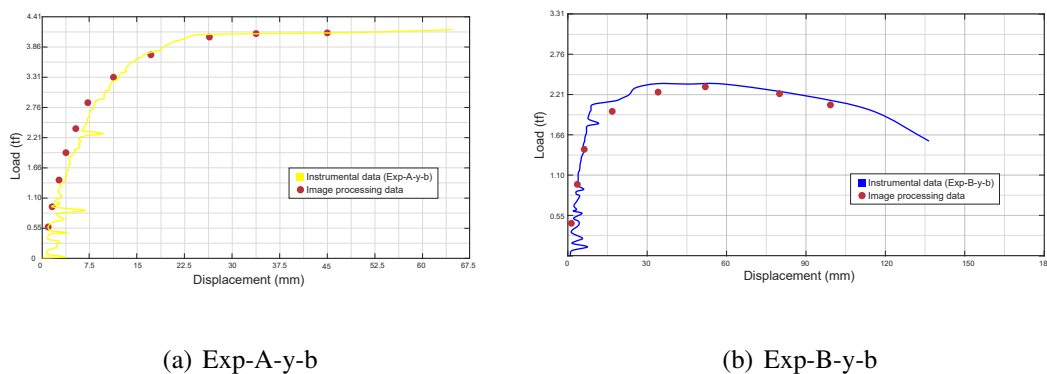 4.41
3.86
3.31
2.76
2.21
1.66
1.10
0.55
0
Load (tf)
Instrumental data (Exp-A-y-b)
Image processing data
0 7.5 15 22.5 30 37.5 45 52.5 60 67.5
Displacement (mm)
(a) Exp-A-y-b
3.31
2.76
2.21
1.66
1.10
0.55
Load (tf)
Instrumental data (Exp-B-y-b)
Image processing data
0 30 60 90 120 150 18
Displacement (mm)
(b) Exp-B-y-b